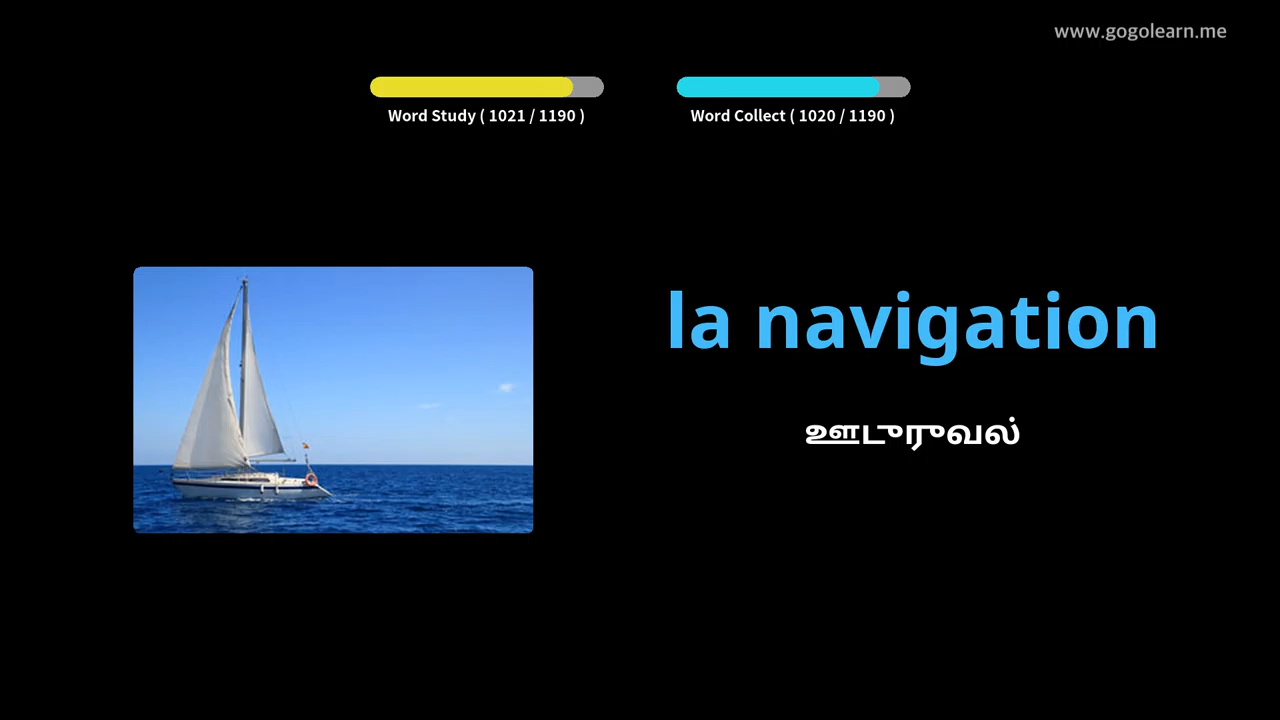 www.gogolearn.me
Word Study ( 1021 / 1190 )
Word Collect ( 1020 / 1190 )
la navigation
ஊடுருவல்